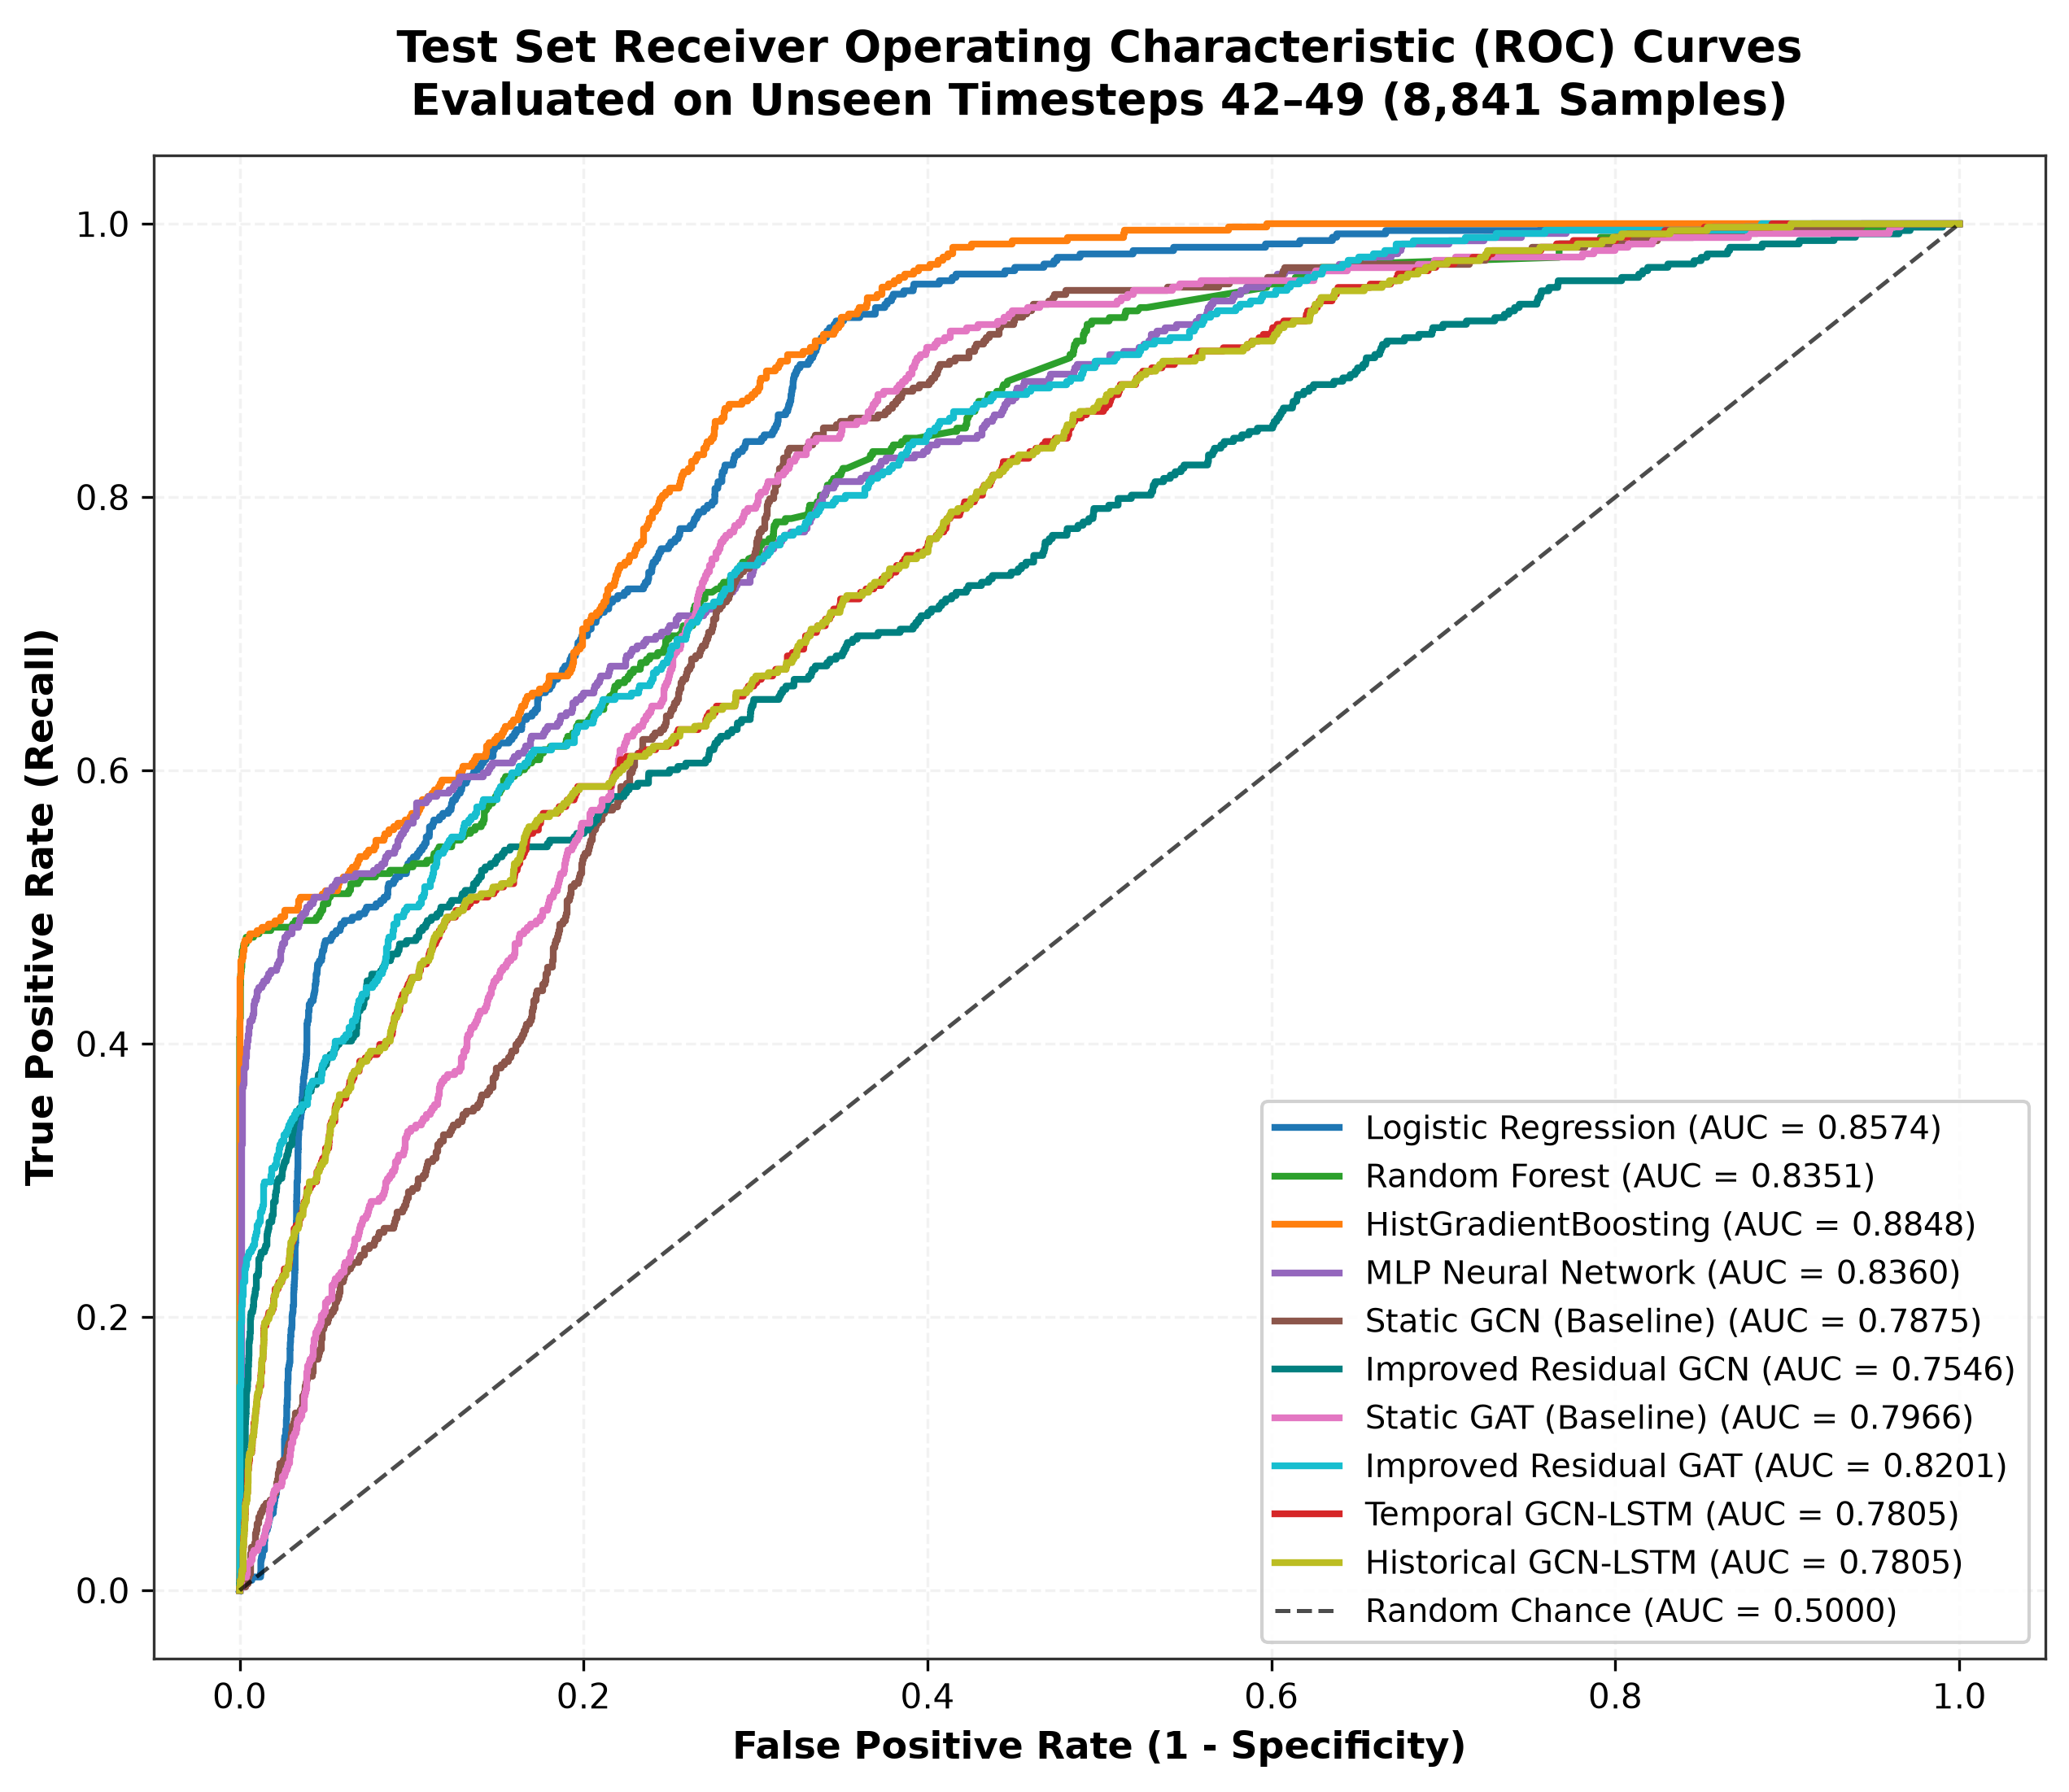 Test Set Receiver Operating Characteristic (ROC) Curves
Evaluated on Unseen Timesteps 42–49 (8,841 Samples)
True Positive Rate (Recall)
1.0
0.8
0.6
0.4
0.2
0.0
0.0
0.2
0.4
0.6
0.8
1.0
False Positive Rate (1 - Specificity)
Logistic Regression (AUC = 0.8574)
Random Forest (AUC = 0.8351)
HistGradientBoosting (AUC = 0.8848)
MLP Neural Network (AUC = 0.8360)
Static GCN (Baseline) (AUC = 0.7875)
Improved Residual GCN (AUC = 0.7546)
Static GAT (Baseline) (AUC = 0.7966)
Improved Residual GAT (AUC = 0.8201)
Temporal GCN-LSTM (AUC = 0.7805)
Historical GCN-LSTM (AUC = 0.7805)
Random Chance (AUC = 0.5000)